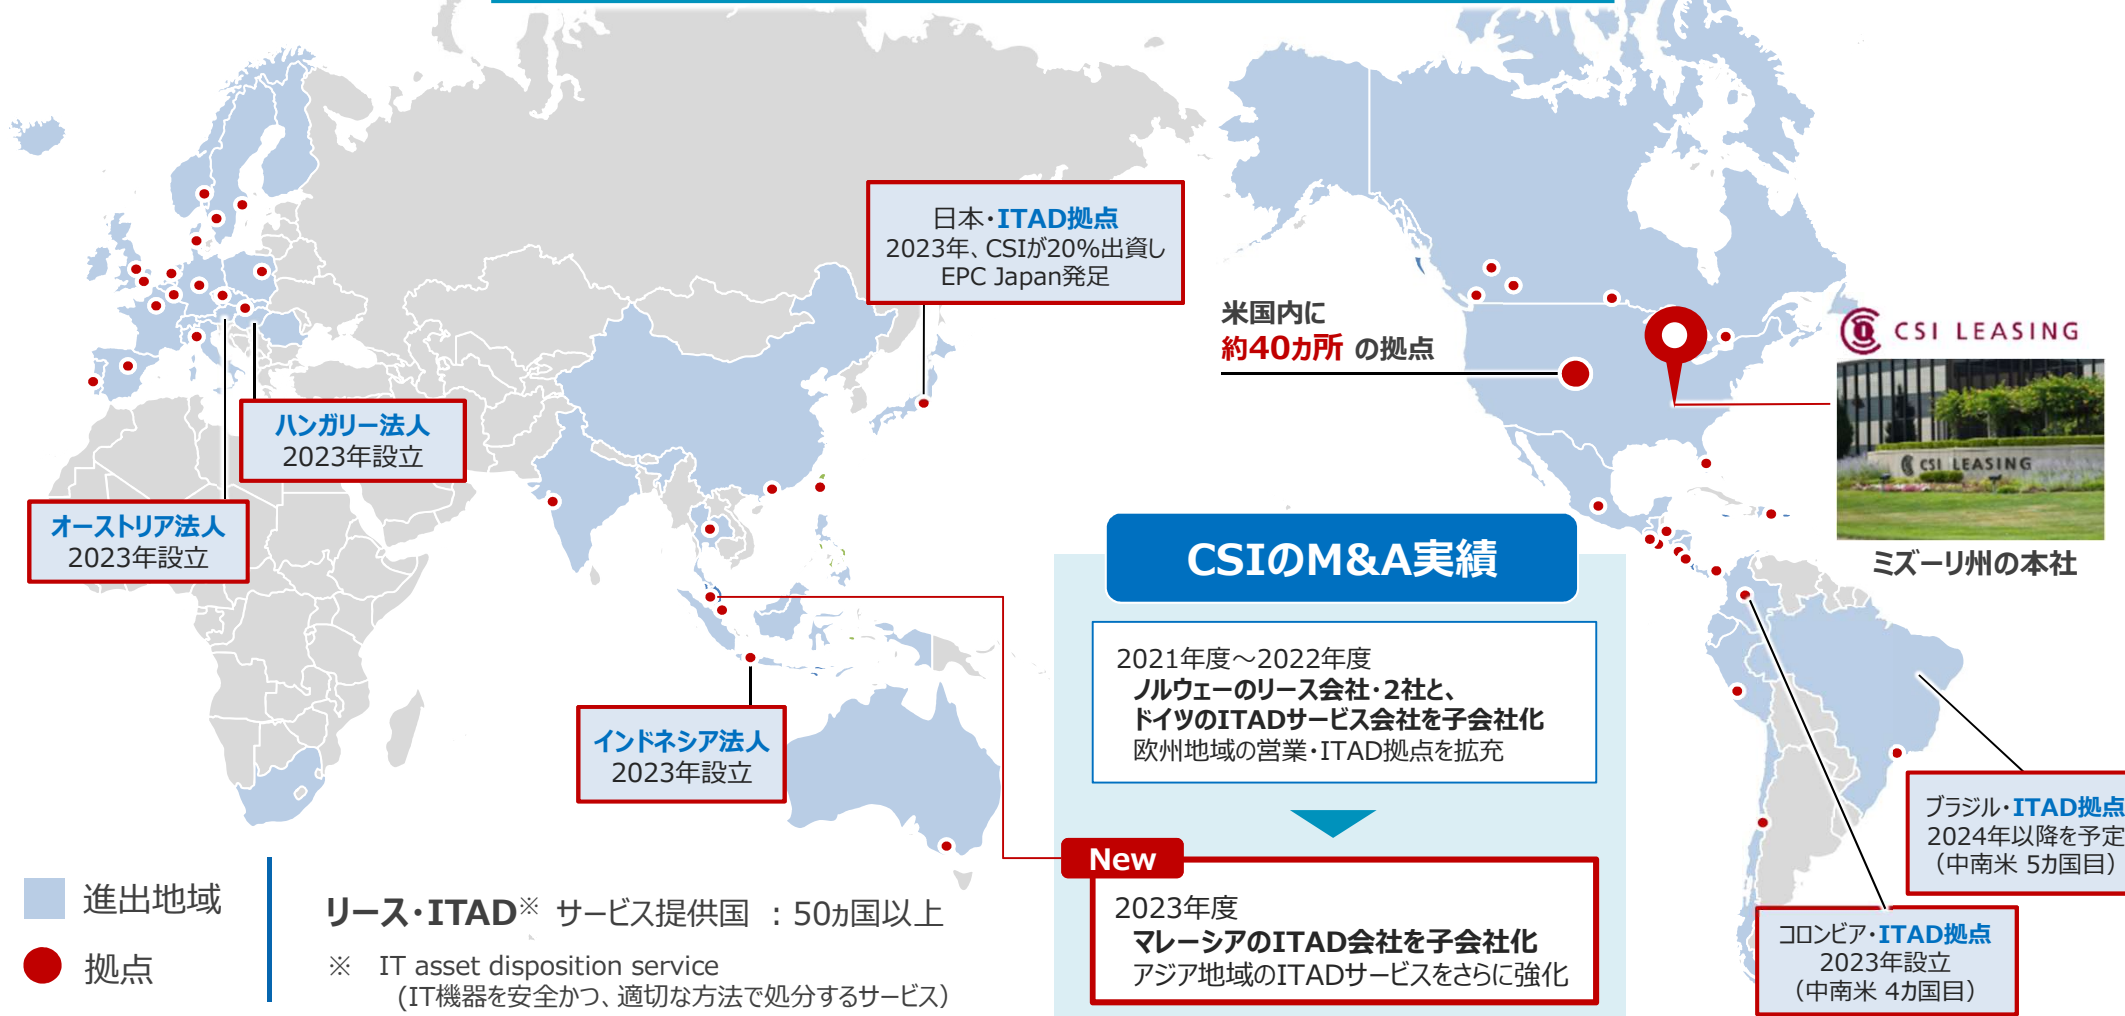 日本・ITAD拠点
2023年、CSIが20%出資し
EPC Japan発足
米国内に
約40ヵ所 の拠点
CSI LEASING
CSI LEASING
ミズーリ州の本社
ハンガリー法人
2023年設立
オーストリア法人
2023年設立
インドネシア法人
2023年設立
CSIのM&A実績
2021年度～2022年度
ノルウェーのリース会社・2社と、
ドイツのITADサービス会社を子会社化
欧州地域の営業・ITAD拠点を拡充
New
2023年度
マレーシアのITAD会社を子会社化
アジア地域のITADサービスをさらに強化
ブラジル・ITAD拠点
2024年以降を予定
（中南米 5カ国目）
コロンビア・ITAD拠点
2023年設立
（中南米 4カ国目）
進出地域
拠点
リース・ITAD※ サービス提供国 ：50ヵ国以上
※ IT asset disposition service
(IT機器を安全かつ、適切な方法で処分するサービス）